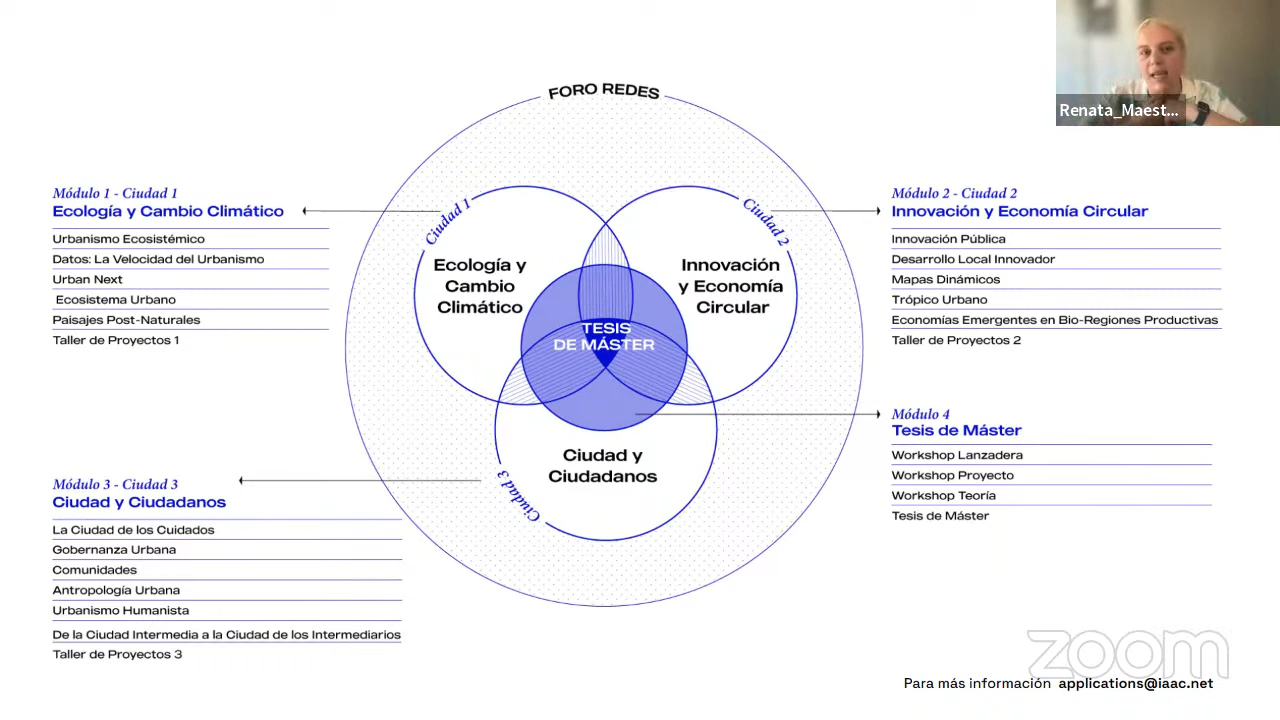 Renata_Maest...
FORO REDES
Módulo 1 - Ciudad 1
Ecología y Cambio Climático
Urbanismo Ecosistémico
Datos: La Velocidad del Urbanismo
Urban Next
Ecosistema Urbano
Paisajes Post-Naturales
Taller de Proyectos 1
Ciudad 1
Ecología y
Cambio
Climático
Ciudad 2
Innovación
y Economía
Circular
TESIS
DE MÁSTER
Ciudad y
Ciudadanos
Ciudad 3
Módulo 2 - Ciudad 2
Innovación y Economía Circular
Innovación Pública
Desarrollo Local Innovador
Mapas Dinámicos
Trópico Urbano
Economías Emergentes en Bio-Regiones Productivas
Taller de Proyectos 2
Módulo 3 - Ciudad 3
Ciudad y Ciudadanos
La Ciudad de los Cuidados
Gobernanza Urbana
Comunidades
Antropología Urbana
Urbanismo Humanista
De la Ciudad Intermedia a la Ciudad de los Intermediarios
Taller de Proyectos 3
Módulo 4
Tesis de Máster
Workshop Lanzadera
Workshop Proyecto
Workshop Teoría
Tesis de Máster
zoom
Para más información applications@iaac.net